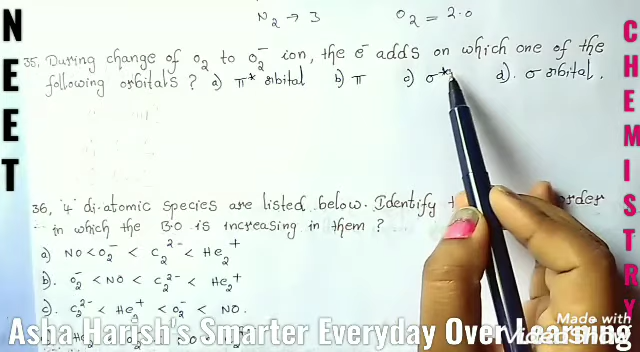 N₂ → 3 O₂ = 2.0
35. During change of O₂ to O₂⁻ ion, the e⁻ adds on which one of the
following orbitals? a) π* orbital b) π c) σ* d). σ orbital.
36, '4' di-atomic species are listed below. Identify order
in which the BO is increasing in them?
a) NO < O₂⁻ < C₂²⁻ < He₂⁺
b). O₂⁻ < NO < C₂²⁻ < He₂⁺
c). C₂²⁻ < He₂⁺ < O₂⁻ < NO.
NEET
CHEMISTRY
Made with
Asha Harish's Smarter Everyday Over Learning